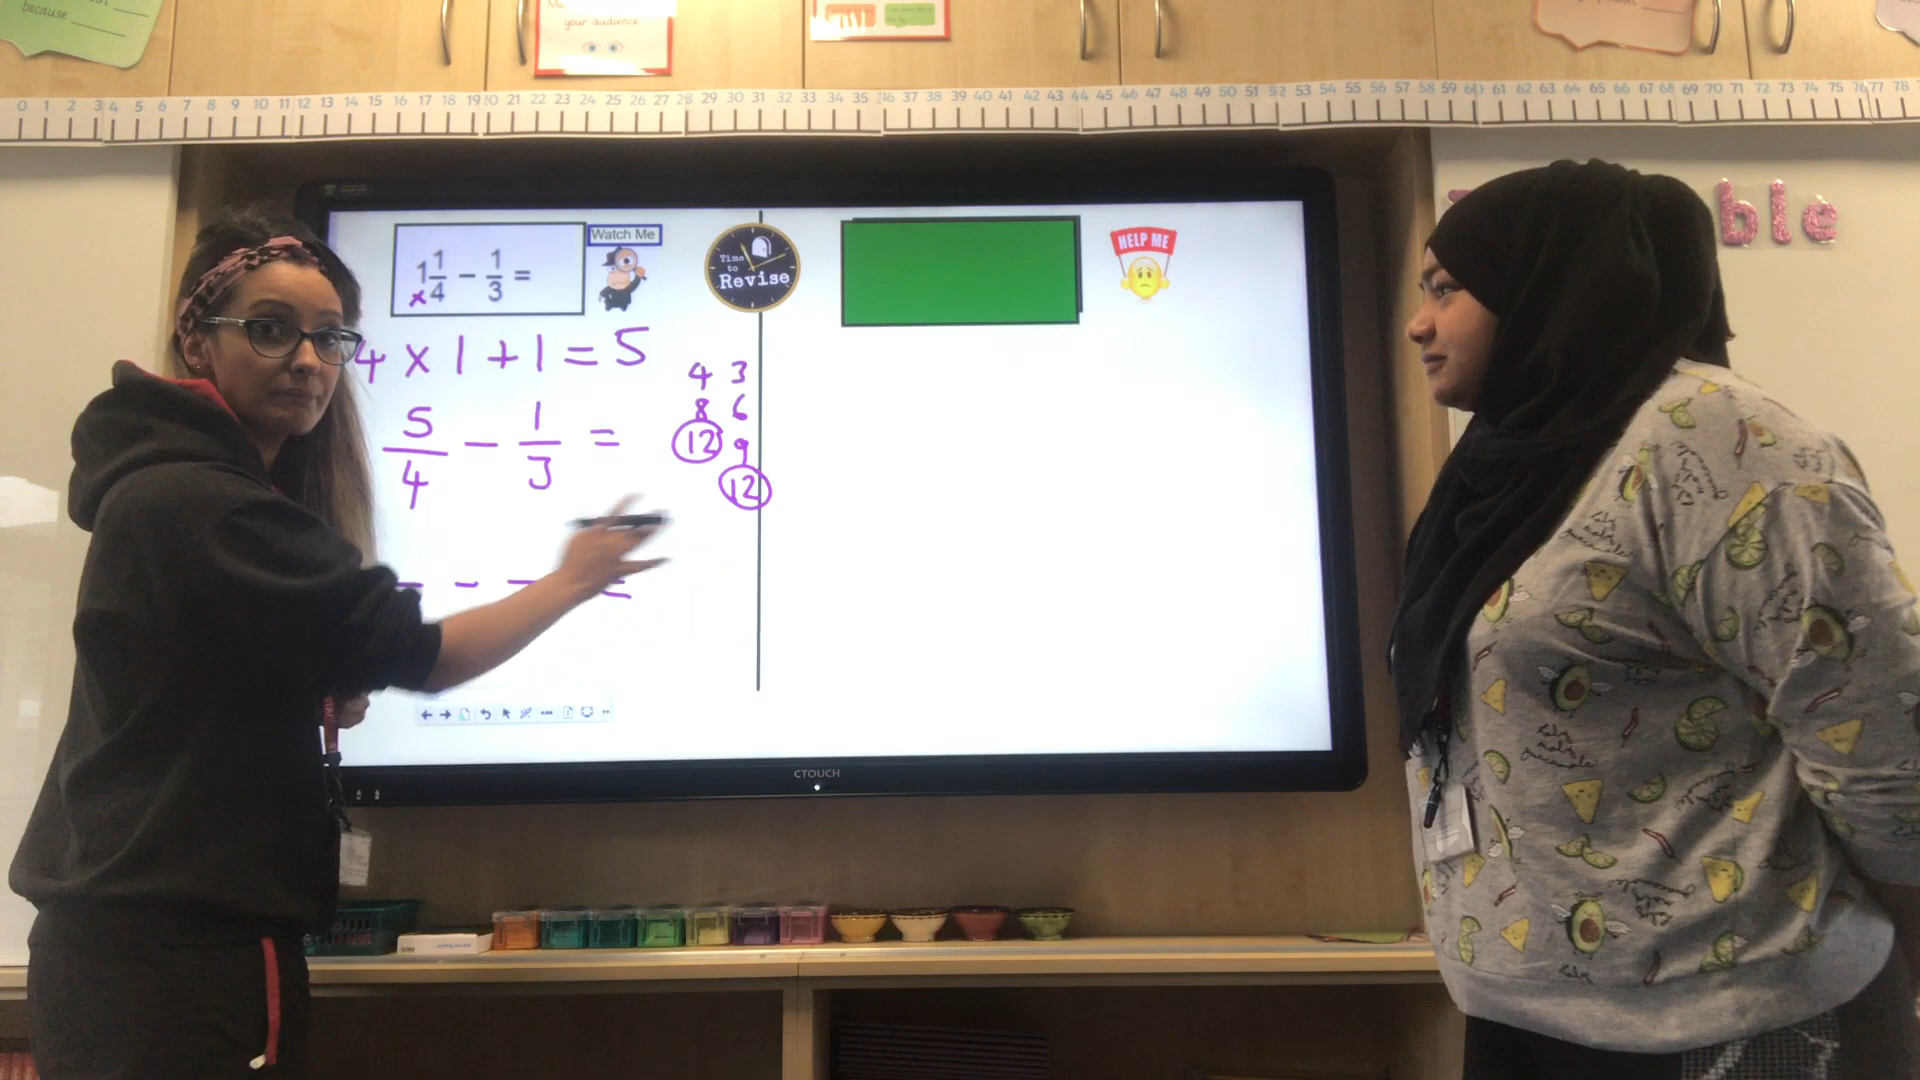 because
your audience
0 1 2 3 4 5 6 7 8 9 10 11 12 13 14 15 16 17 18 19 20 21 22 23 24 25 26 27 28 29 30 31 32 33 34 35 36 37 38 39 40 41 42 43 44 45 46 47 48 49 50 51 52 53 54 55 56 57 58 59 60 61 62 63 64 65 66 67 68 69 70 71 72 73 74 75 76 77 78
ble
Watch Me
1 1/4 - 1/3 =
×
Time
to
Revise
HELP ME
4 × 1 + 1 = 5
5/4 - 1/3 =
4 3
8 6
12 9
12
- =
CTOUCH